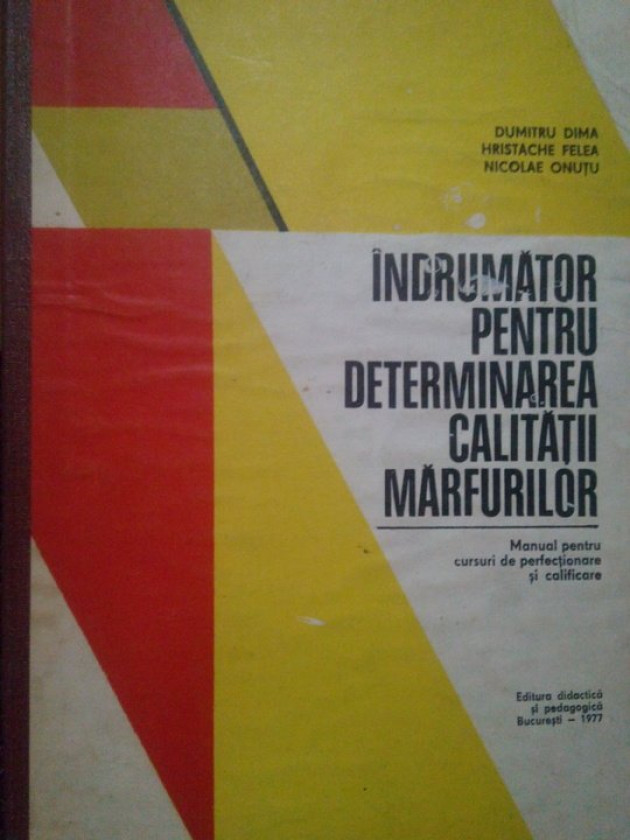 DUMITRU DIMA
HRISTACHE FELEA
NICOLAE ONUȚU
ÎNDRUMĂTOR
PENTRU
DETERMINAREA
CALITĂȚII
MĂRFURILOR
Manual pentru
cursuri de perfecționare
și calificare
Editura didactică
și pedagogică
București – 1977